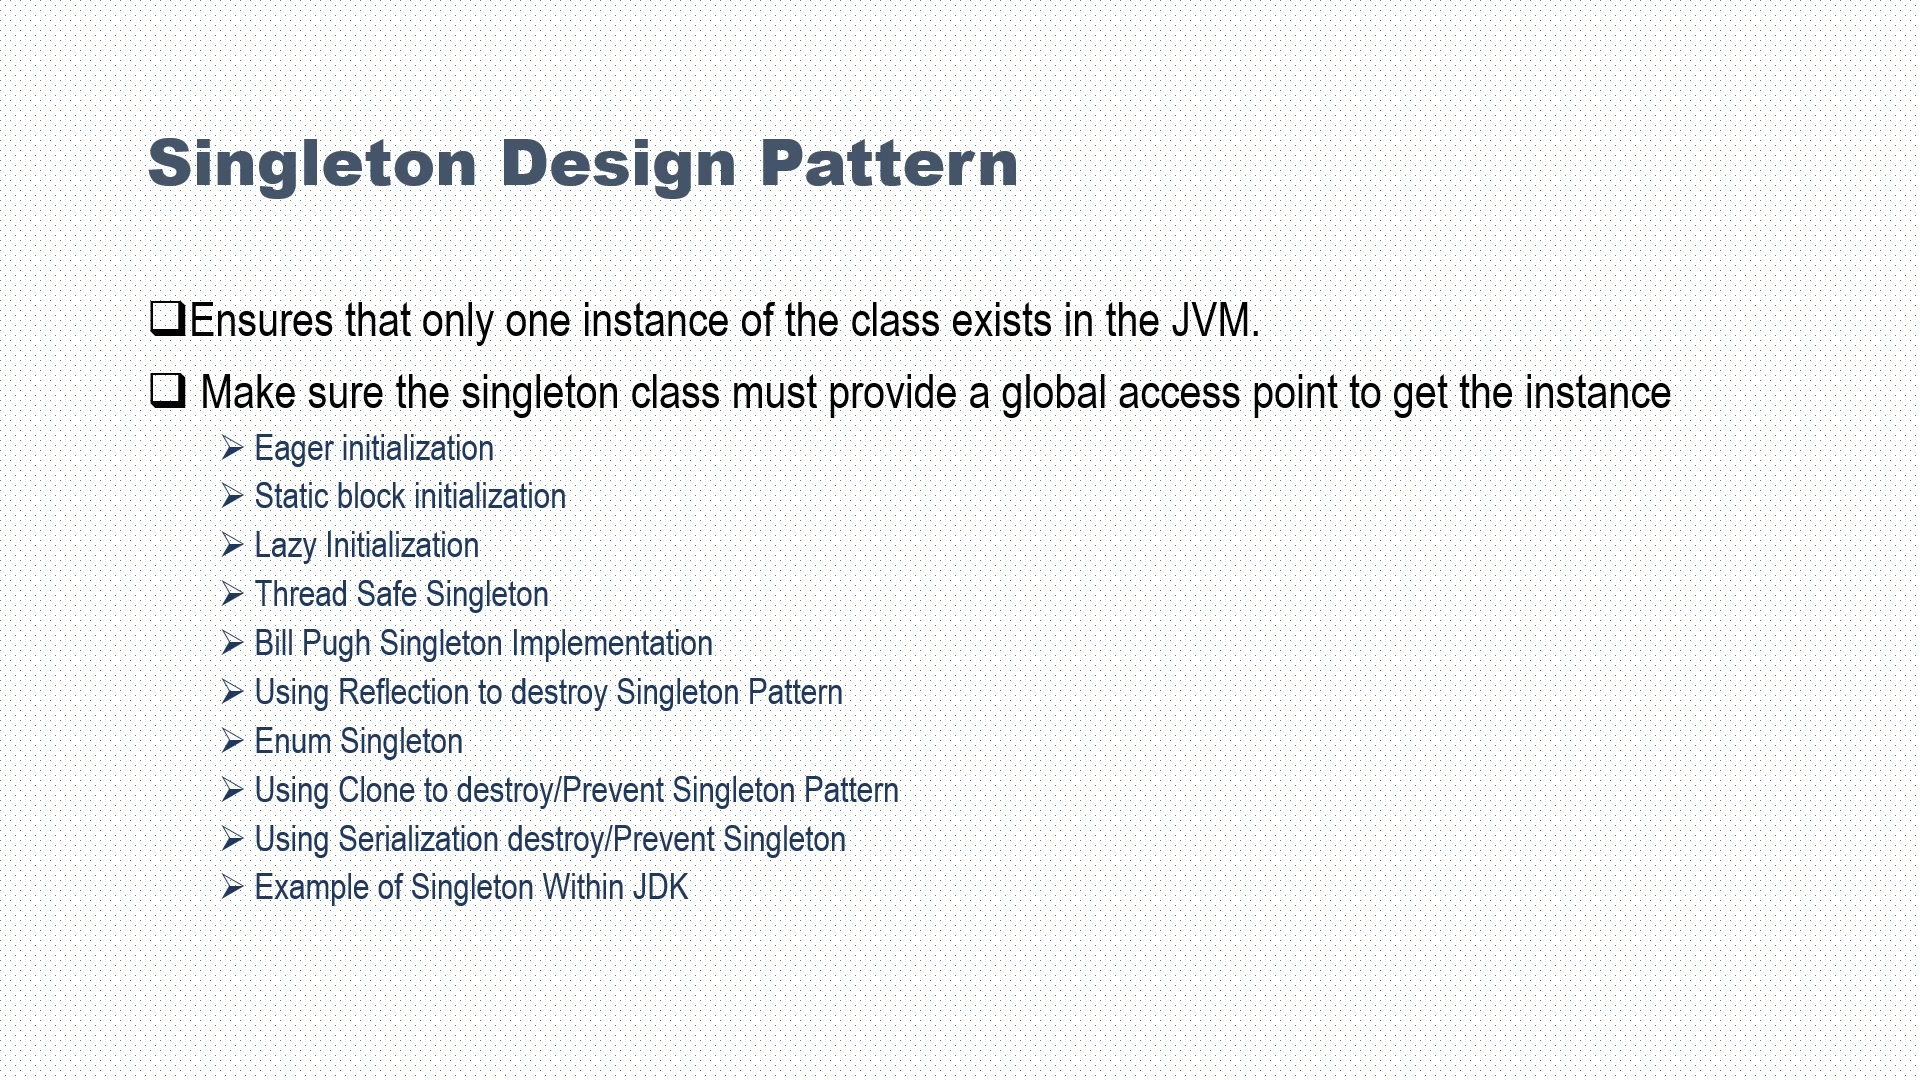 Singleton Design Pattern
Ensures that only one instance of the class exists in the JVM.
Make sure the singleton class must provide a global access point to get the instance
Eager initialization
Static block initialization
Lazy Initialization
Thread Safe Singleton
Bill Pugh Singleton Implementation
Using Reflection to destroy Singleton Pattern
Enum Singleton
Using Clone to destroy/Prevent Singleton Pattern
Using Serialization destroy/Prevent Singleton
Example of Singleton Within JDK